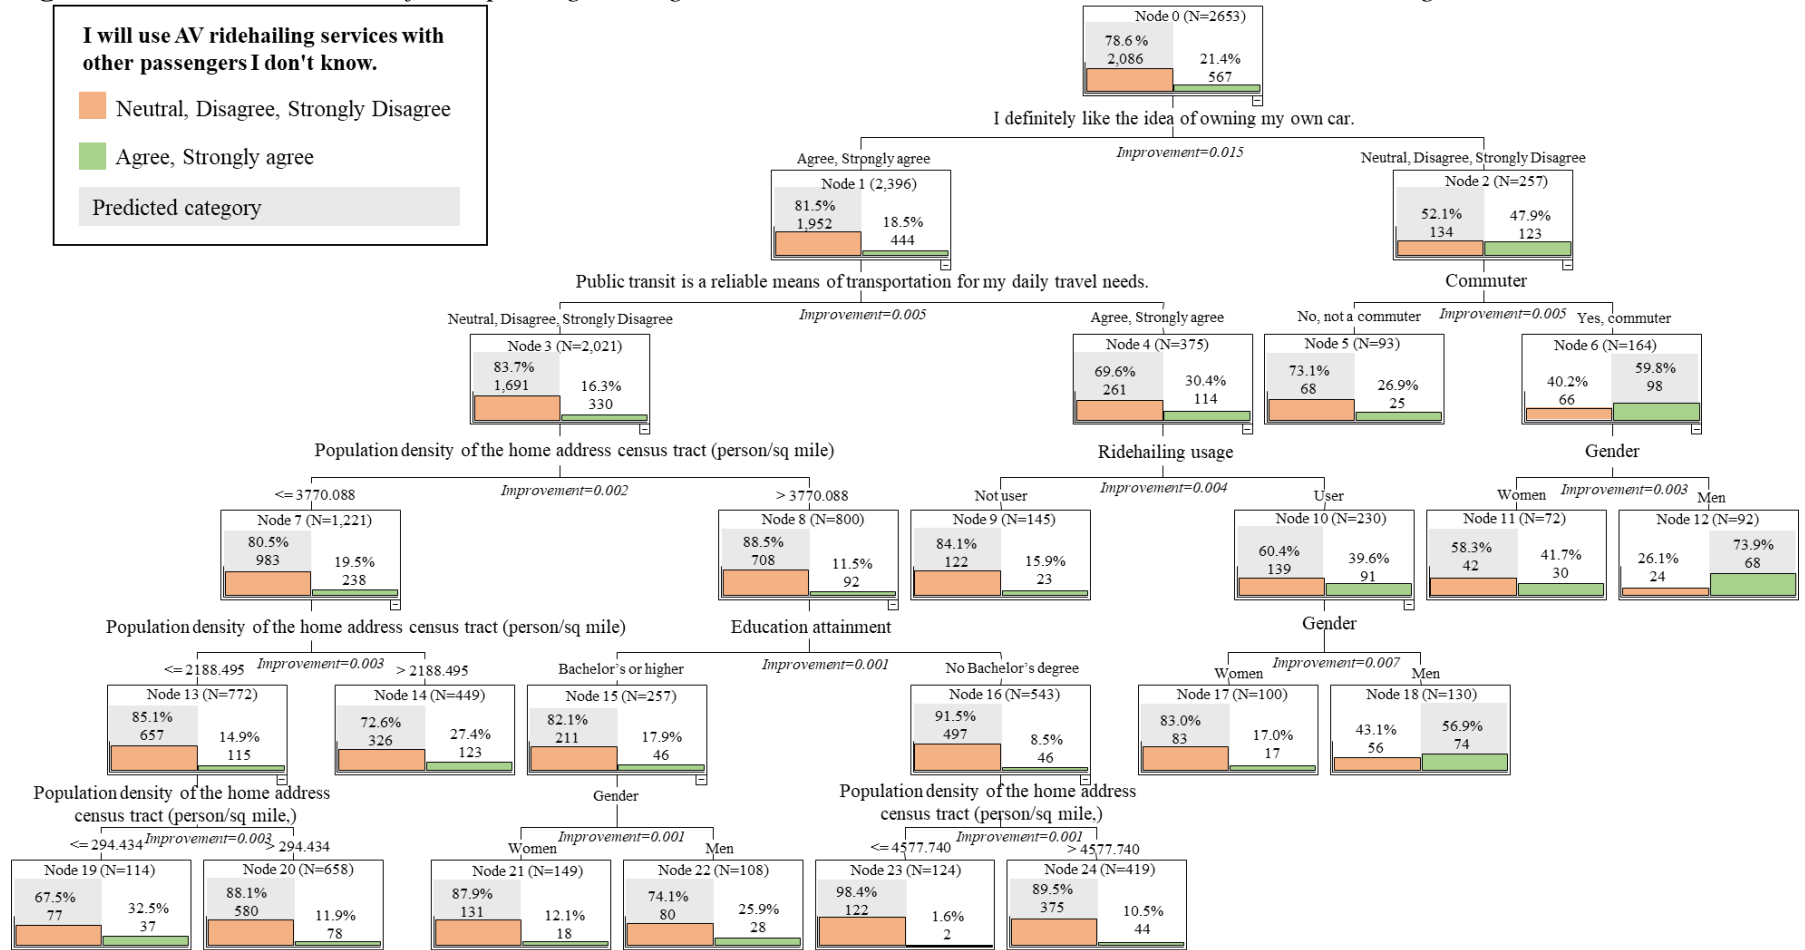 I will use AV ridehailing services with
other passengers I don't know.
Neutral, Disagree, Strongly Disagree
Agree, Strongly agree
Predicted category
Node 0 (N=2653)
78.6%
2,086
21.4%
567
I definitely like the idea of owning my own car.
Improvement=0.015
Agree, Strongly agree
Neutral, Disagree, Strongly Disagree
Node 1 (2,396)
81.5%
1,952
18.5%
444
Node 2 (N=257)
52.1%
134
47.9%
123
Public transit is a reliable means of transportation for my daily travel needs.
Improvement=0.005
Commuter
Improvement=0.005
Neutral, Disagree, Strongly Disagree
Agree, Strongly agree
No, not a commuter
Yes, commuter
Node 3 (N=2,021)
83.7%
1,691
16.3%
330
Node 4 (N=375)
69.6%
261
30.4%
114
Node 5 (N=93)
73.1%
68
26.9%
25
Node 6 (N=164)
40.2%
66
59.8%
98
Population density of the home address census tract (person/sq mile)
Improvement=0.002
Ridehailing usage
Improvement=0.004
Gender
Improvement=0.003
<= 3770.088
> 3770.088
Not user
User
Women
Men
Node 7 (N=1,221)
80.5%
983
19.5%
238
Node 8 (N=800)
88.5%
708
11.5%
92
Node 9 (N=145)
84.1%
122
15.9%
23
Node 10 (N=230)
60.4%
139
39.6%
91
Node 11 (N=72)
58.3%
42
41.7%
30
Node 12 (N=92)
26.1%
24
73.9%
68
Population density of the home address census tract (person/sq mile)
Improvement=0.003
Education attainment
Improvement=0.001
Gender
Improvement=0.007
<= 2188.495
> 2188.495
Bachelor's or higher
No Bachelor's degree
Women
Men
Node 13 (N=772)
85.1%
657
14.9%
115
Node 14 (N=449)
72.6%
326
27.4%
123
Node 15 (N=257)
82.1%
211
17.9%
46
Node 16 (N=543)
91.5%
497
8.5%
46
Node 17 (N=100)
83.0%
83
17.0%
17
Node 18 (N=130)
43.1%
56
56.9%
74
Population density of the home address
census tract (person/sq mile,)
Improvement=0.003
Gender
Improvement=0.001
Population density of the home address
census tract (person/sq mile,)
Improvement=0.001
<= 294.434
> 294.434
Women
Men
<= 4577.740
> 4577.740
Node 19 (N=114)
67.5%
77
32.5%
37
Node 20 (N=658)
88.1%
580
11.9%
78
Node 21 (N=149)
87.9%
131
12.1%
18
Node 22 (N=108)
74.1%
80
25.9%
28
Node 23 (N=124)
98.4%
122
1.6%
2
Node 24 (N=419)
89.5%
375
10.5%
44